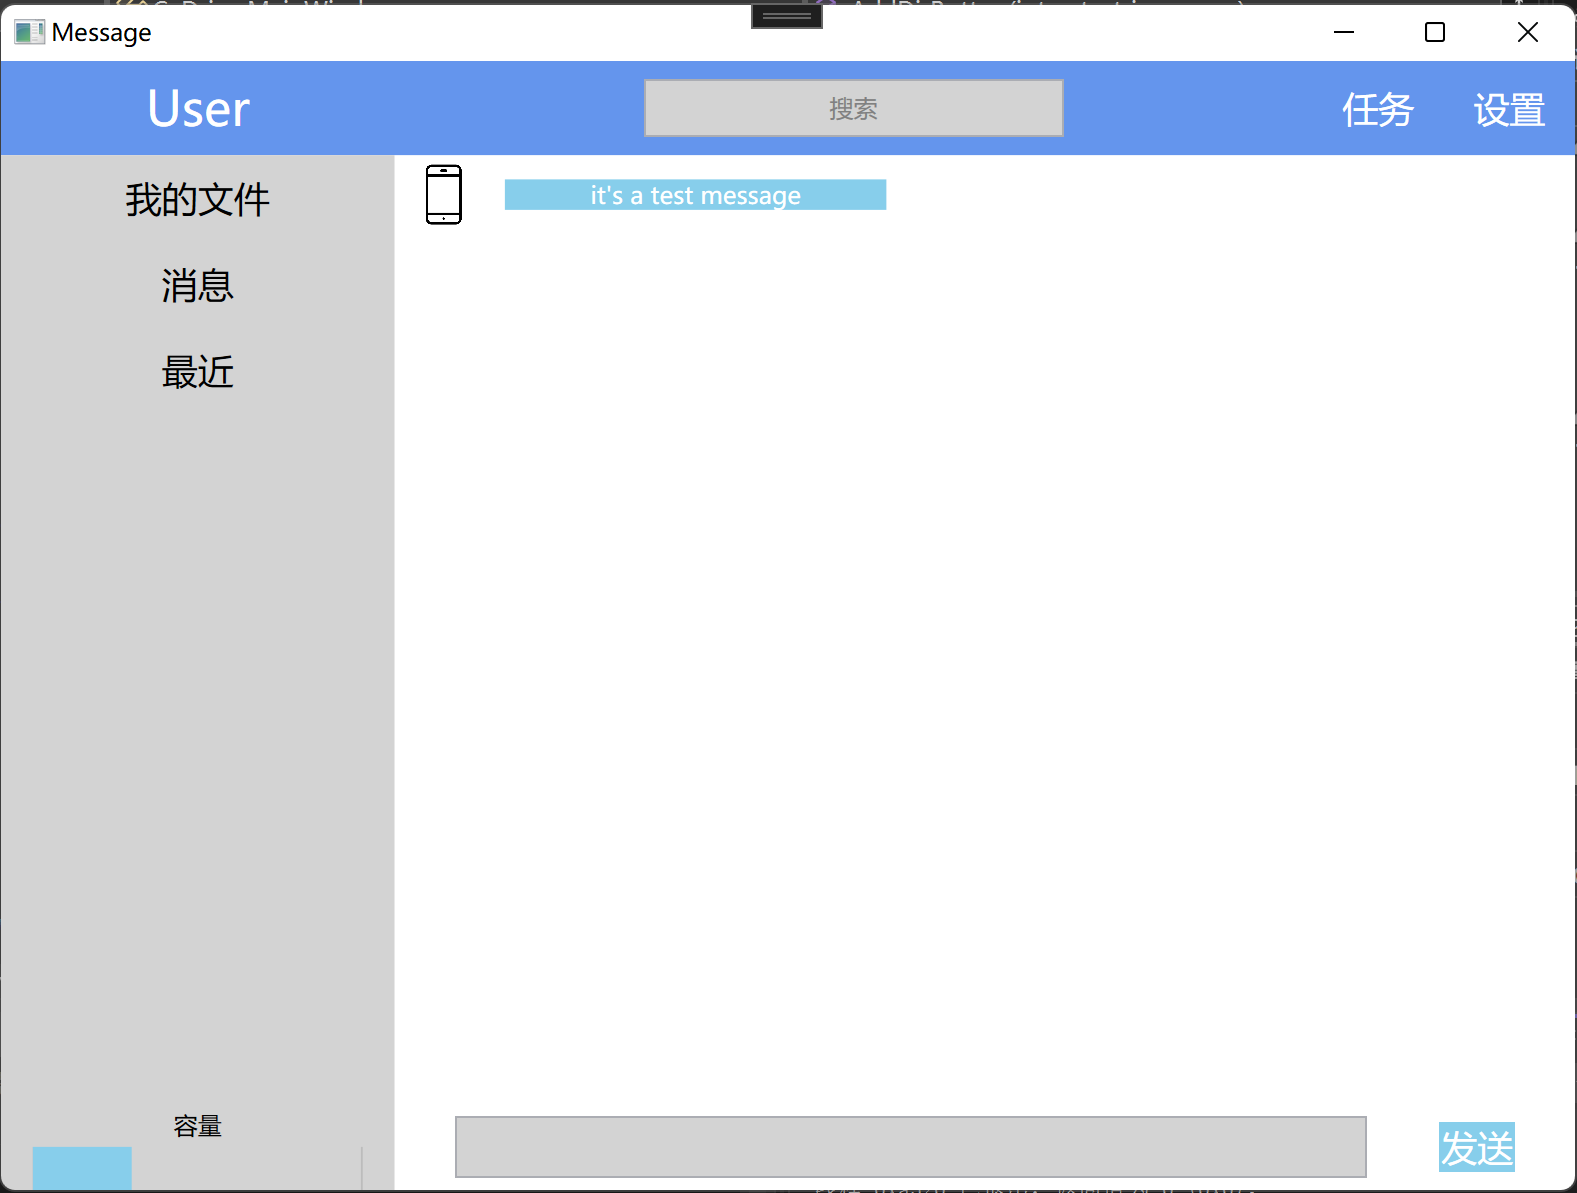 Message
User
搜索
任务
设置
我的文件
消息
最近
it's a test message
容量
发送